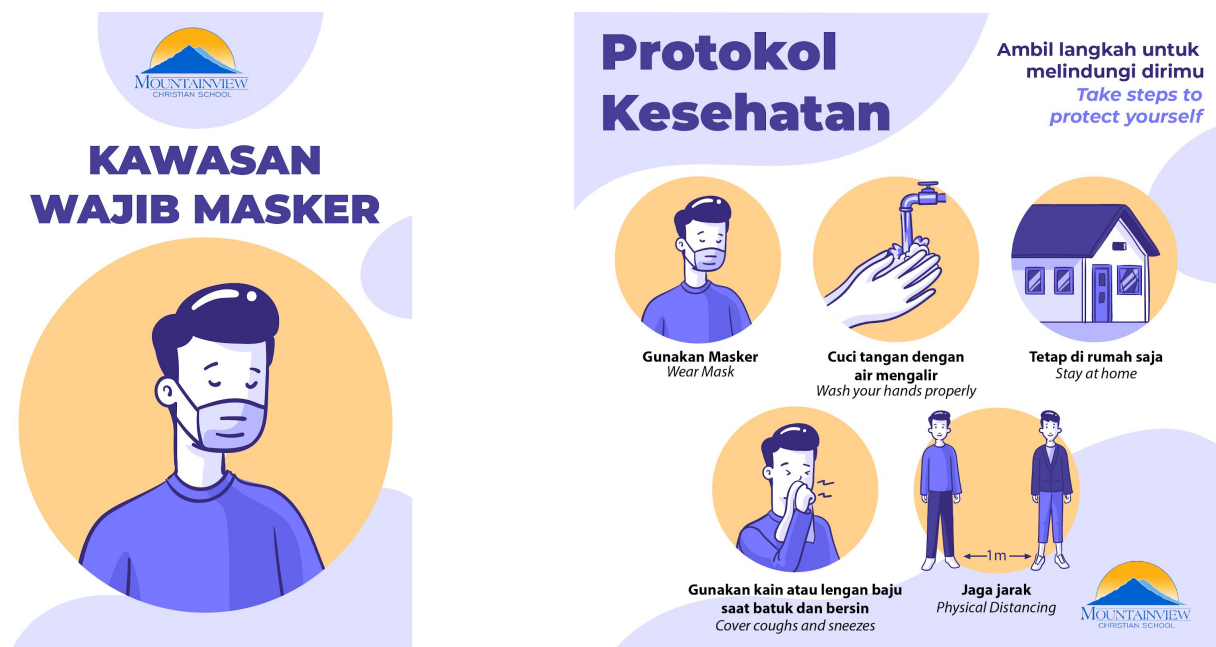 MOUNTAINVIEW
CHRISTIAN SCHOOL
KAWASAN
WAJIB MASKER
Protokol
Kesehatan
Ambil langkah untuk
melindungi dirimu
Take steps to
protect yourself
Gunakan Masker
Wear Mask
Cuci tangan dengan
air mengalir
Wash your hands properly
Tetap di rumah saja
Stay at home
Gunakan kain atau lengan baju
saat batuk dan bersin
Cover coughs and sneezes
1m
Jaga jarak
Physical Distancing
MOUNTAINVIEW
CHRISTIAN SCHOOL